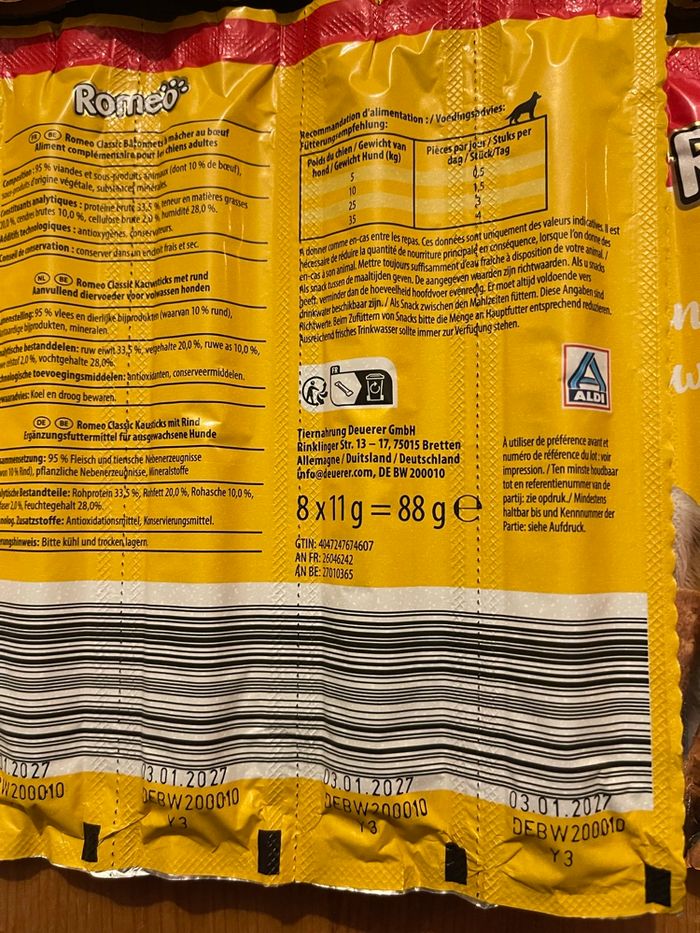 Romeo
FR BE Romeo Classic Bâtonnets à mâcher au bœuf
Aliment complémentaire pour les chiens adultes
Composition: 95 % viandes et sous-produits animaux (dont 10 % de bœuf),
sous-produits d'origine végétale, substances minérales.
Constituants analytiques : protéine brute 33,5 %, teneur en matières grasses
20,0 %, cendres brutes 10,0 %, cellulose brute 2,0 %, humidité 28,0 %.
Additifs technologiques : antioxygènes, conservateurs.
Conseil de conservation : conserver dans un endroit frais et sec.
NL BE Romeo Classic Kauwsticks met rund
Aanvullend diervoeder voor volwassen honden
95 % vlees en dierlijke bijprodukten (waarvan 10 % rund),
bijprodukten, mineralen.
bestanddelen: ruw eiwit 33,5 %, vetgehalte 20,0 %, ruwe as 10,0 %,
2,0 %, vochtgehalte 28,0%.
toevoegingsmiddelen: antioxidanten, conserveermiddelen.
Koel en droog bewaren.
DE BE Romeo Classic Kausticks mit Rind
Ergänzungsfuttermittel für ausgewachsene Hunde
95 % Fleisch und tierische Nebenerzeugnisse
10 % Rind), pflanzliche Nebenerzeugnisse, Mineralstoffe
Bestandteile: Rohprotein 33,5 %, Rohfett 20,0 %, Rohasche 10,0 %,
2,0 %, Feuchtegehalt 28,0%.
Zusatzstoffe: Antioxidationsmittel, Konservierungsmittel.
Bitte kühl und trocken lagern.
Recommandation d'alimentation : / Voedingsadvies:
Fütterungsempfehlung:
Poids du chien / Gewicht van hond / Gewicht Hund (kg) Pièces par jour / Stuks per dag / Stück/Tag
5 0,5
10 1,5
25 3
35 4
À donner comme en-cas entre les repas. Ces données sont uniquement des valeurs indicatives. Il est
nécessaire de réduire la quantité de nourriture principale en conséquence, lorsque l'on donne des
en-cas à son animal. Mettre toujours suffisamment d'eau fraîche à disposition de votre animal. /
Als snack tussen de maaltijden geven. De aangegeven waarden zijn richtwaarden. Als u snacks
geeft, verminder dan de hoeveelheid hoofdvoer evenredig. Er moet altijd voldoende vers
drinkwater beschikbaar zijn. / Als Snack zwischen den Mahlzeiten füttern. Diese Angaben sind
Richtwerte. Beim Zufüttern von Snacks bitte die Menge an Hauptfutter entsprechend reduzieren.
Ausreichend frisches Trinkwasser sollte immer zur Verfügung stehen.
FR
ALDI
Tiernahrung Deuerer GmbH
Rinklinger Str. 13 – 17, 75015 Bretten
Allemagne / Duitsland / Deutschland
info@deuerer.com, DE BW 200010
8 x 11 g = 88 g ℮
GTIN: 4047247674607
AN FR: 26046242
AN BE: 27010365
À utiliser de préférence avant et
numéro de référence du lot: voir
impression. / Ten minste houdbaar
tot en referentienummer van de
partij: zie opdruk. / Mindestens
haltbar bis und Kennnummer der
Partie: siehe Aufdruck.
01.2027
W200010
03.01.2027
DEBW200010
Y3
03.01.2027
DEBW200010
Y3
03.01.2027
DEBW200010
Y3